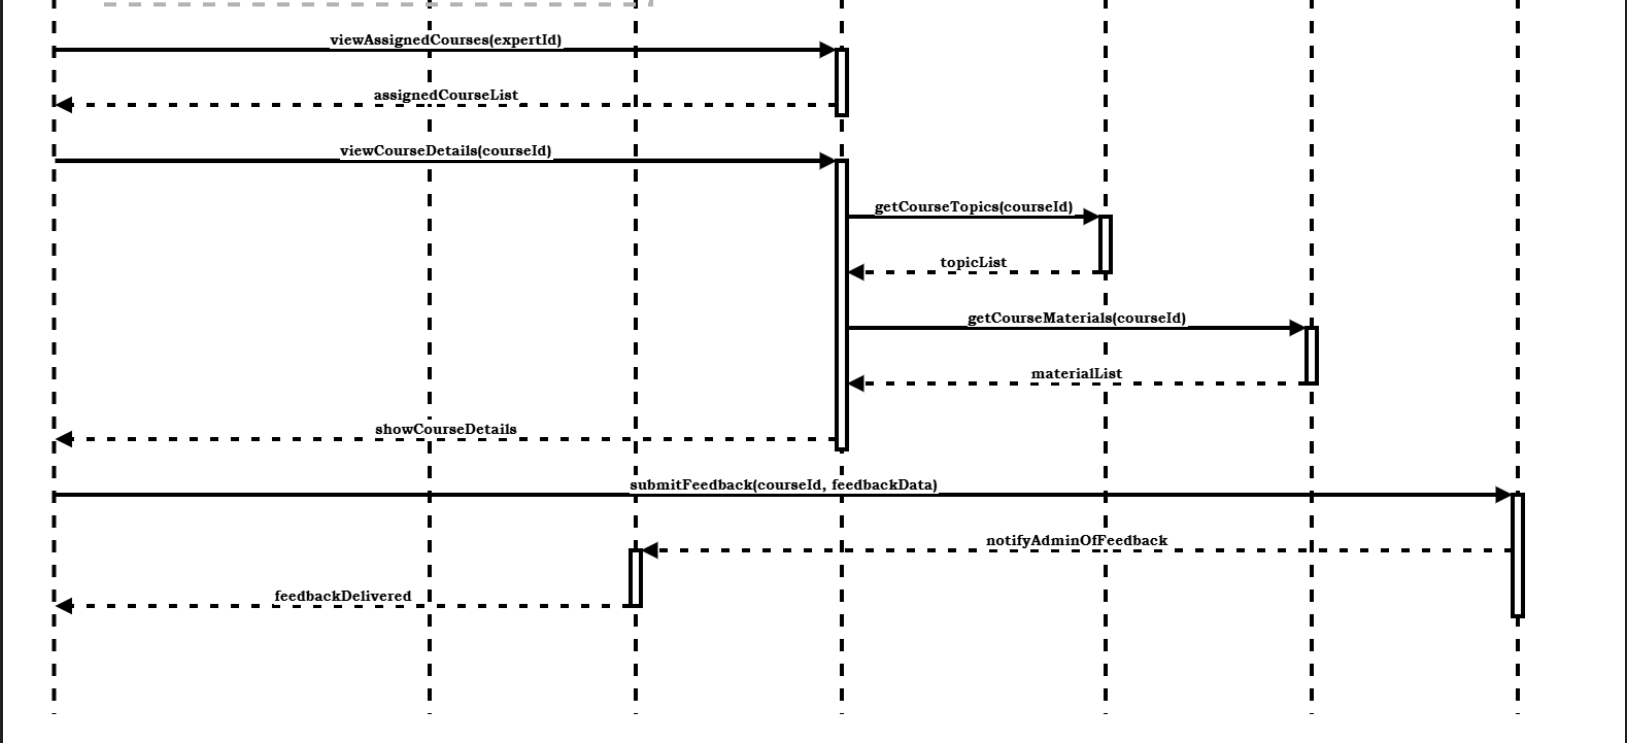 viewAssignedCourses(expertId)
assignedCourseList
viewCourseDetails(courseId)
getCourseTopics(courseId)
topicList
getCourseMaterials(courseId)
materialList
showCourseDetails
submitFeedback(courseId, feedbackData)
notifyAdminOfFeedback
feedbackDelivered